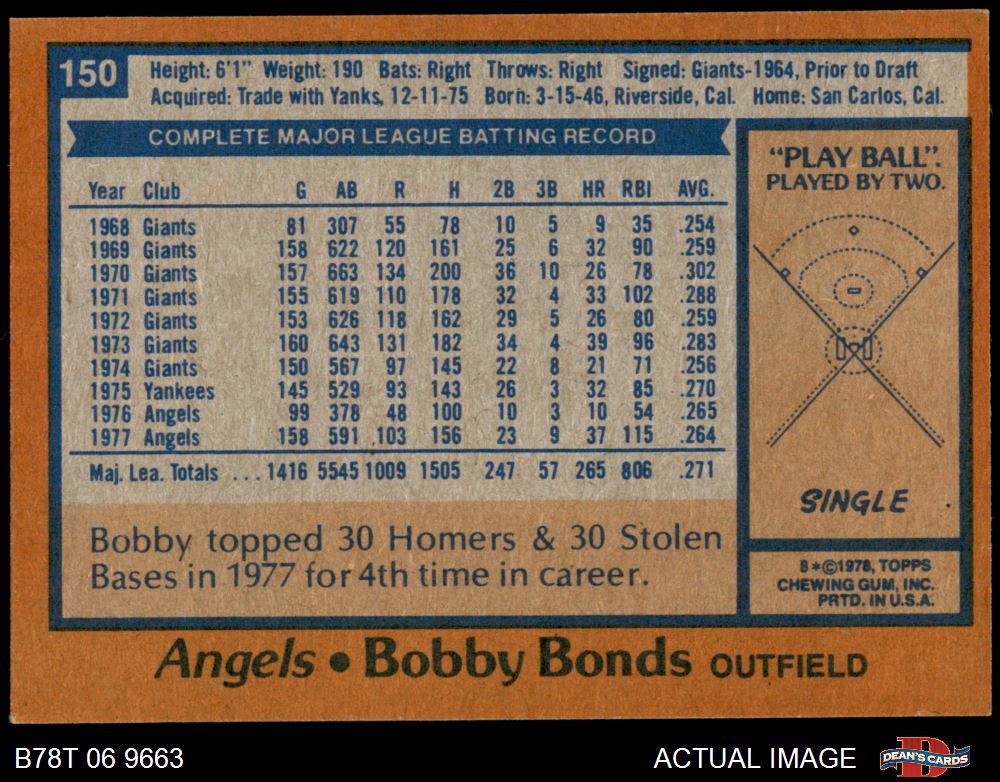 150
Height: 6'1" Weight: 190 Bats: Right Throws: Right Signed: Giants-1964, Prior to Draft
Acquired: Trade with Yanks, 12-11-75 Born: 3-15-46, Riverside, Cal. Home: San Carlos, Cal.
COMPLETE MAJOR LEAGUE BATTING RECORD
Year Club G AB R H 2B 3B HR RBI AVG.
1968 Giants 81 307 55 78 10 5 9 35 .254
1969 Giants 158 622 120 161 25 6 32 90 .259
1970 Giants 157 663 134 200 36 10 26 78 .302
1971 Giants 155 619 110 178 32 4 33 102 .288
1972 Giants 153 626 118 162 29 5 26 80 .259
1973 Giants 160 643 131 182 34 4 39 96 .283
1974 Giants 150 567 97 145 22 8 21 71 .256
1975 Yankees 145 529 93 143 26 3 32 85 .270
1976 Angels 99 378 48 100 10 3 10 54 .265
1977 Angels 158 591 103 156 23 9 37 115 .264
Maj. Lea. Totals ... 1416 5545 1009 1505 247 57 265 806 .271
Bobby topped 30 Homers & 30 Stolen
Bases in 1977 for 4th time in career.
"PLAY BALL".
PLAYED BY TWO.
SINGLE
B*©1978, TOPPS
CHEWING GUM, INC.
PRTD. IN U.S.A.
Angels • Bobby Bonds OUTFIELD
B78T 06 9663
ACTUAL IMAGE
DEAN'S CARDS